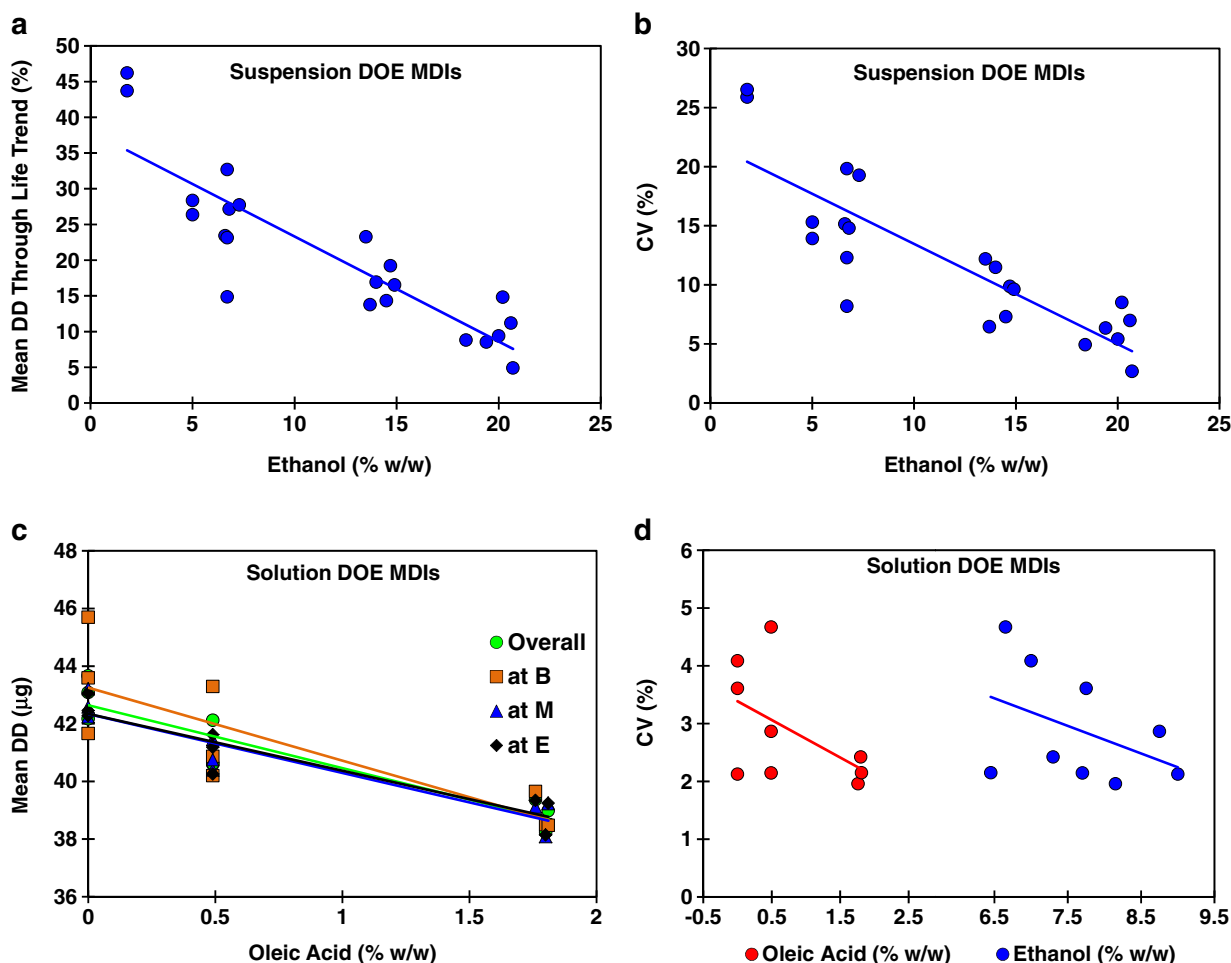 a
Suspension DOE MDIs
Mean DD Through Life Trend (%)
50
45
40
35
30
25
20
15
10
5
0
0 5 10 15 20 25
Ethanol (% w/w)
b
Suspension DOE MDIs
CV (%)
30
25
20
15
10
5
0
0 5 10 15 20 25
Ethanol (% w/w)
c
Solution DOE MDIs
Mean DD (µg)
48
46
44
42
40
38
36
Overall
at B
at M
at E
0 0.5 1 1.5 2
Oleic Acid (% w/w)
d
Solution DOE MDIs
CV (%)
6
5
4
3
2
1
0
-0.5 0.5 1.5 2.5 6.5 7.5 8.5 9.5
Oleic Acid (% w/w) Ethanol (% w/w)